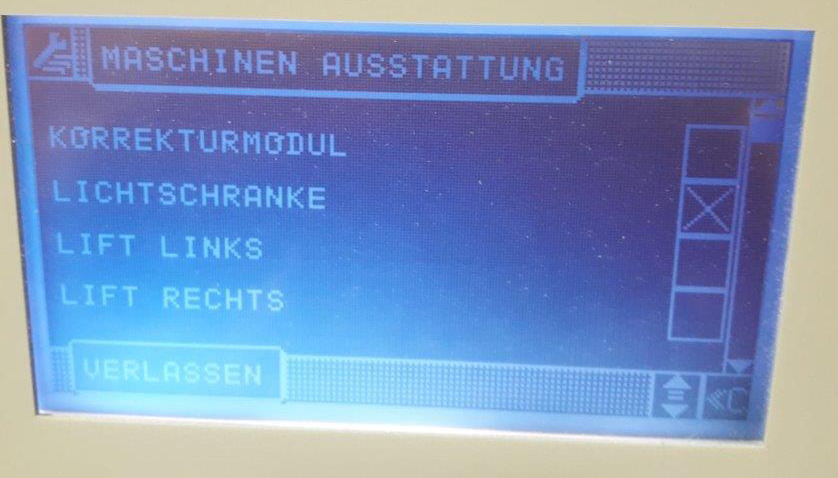 MASCHINEN AUSSTATTUNG
KORREKTURMODUL
LICHTSCHRANKE
LIFT LINKS
LIFT RECHTS
VERLASSEN
≪C